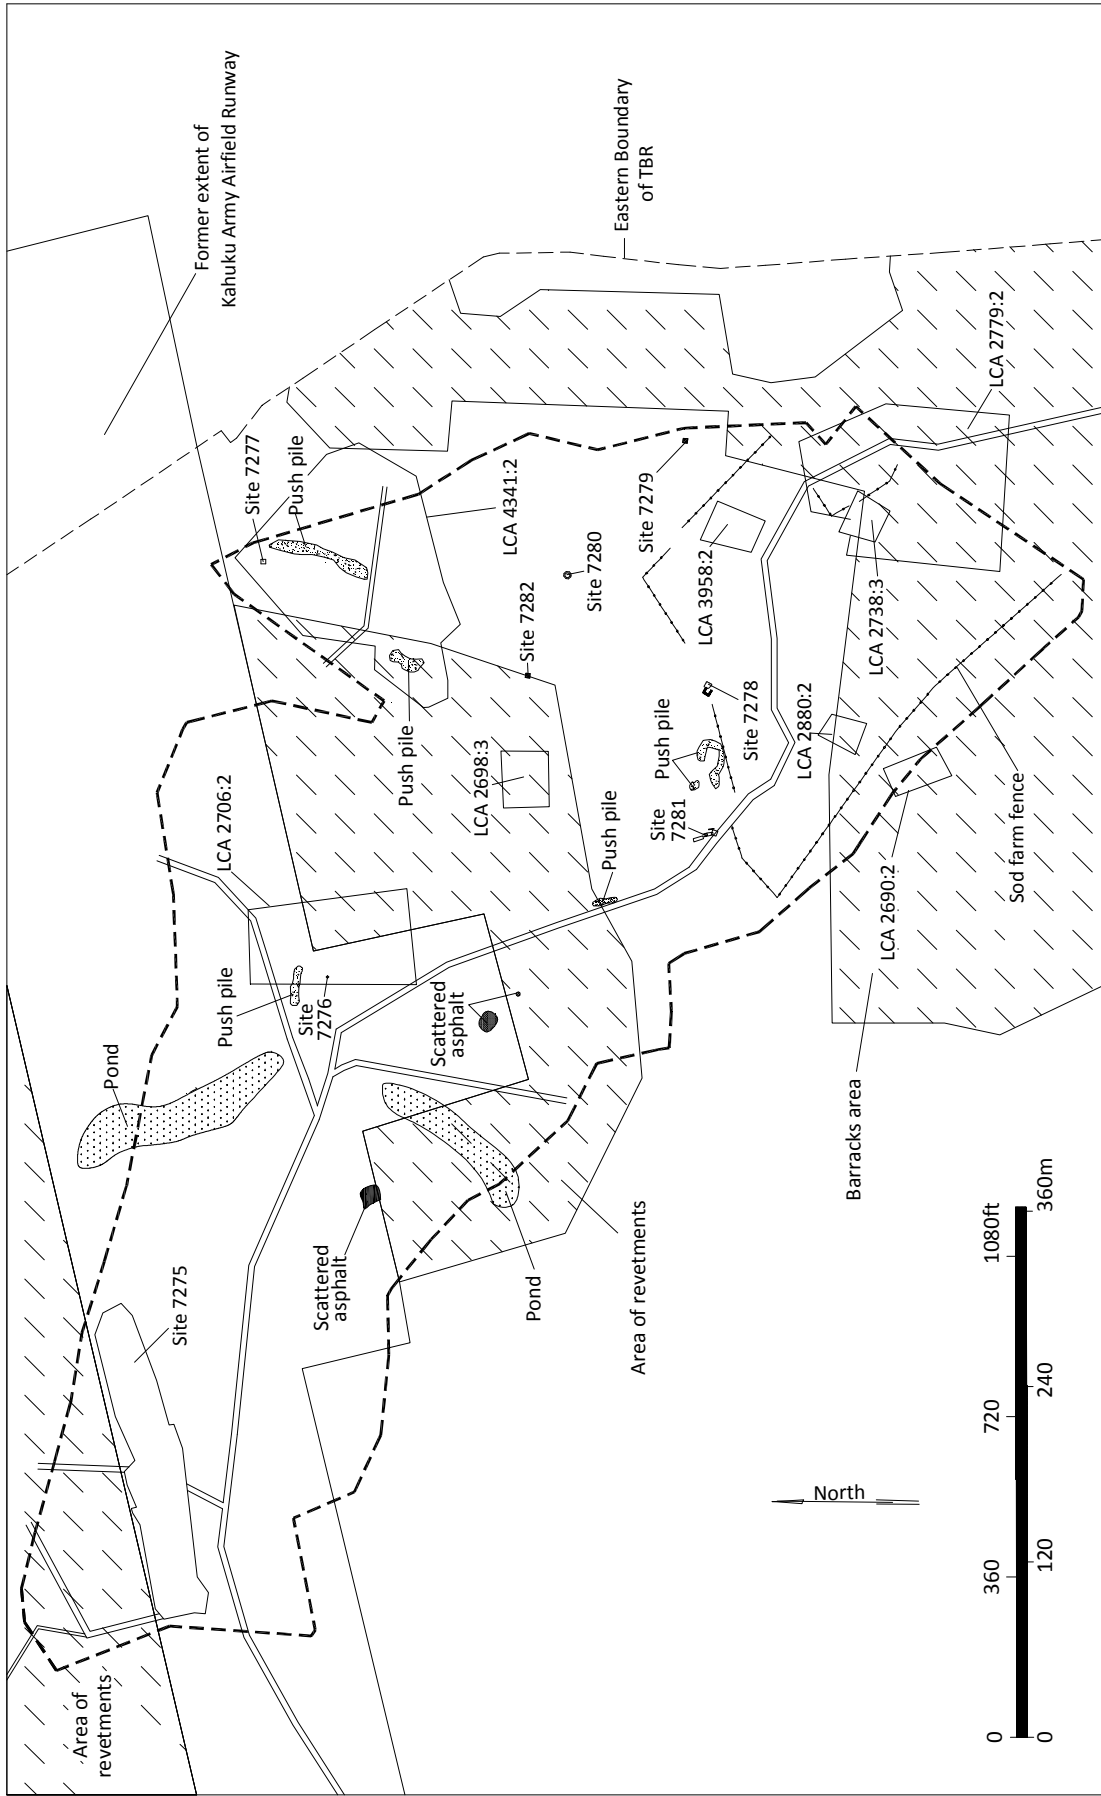 Former extent of
Kahuku Army Airfield Runway
Eastern Boundary
of TBR
Site 7277
Push pile
LCA 4341:2
Site 7279
Site 7280
Site 7282
LCA 3958:2
LCA 2779:2
LCA 2738:3
Push pile
LCA 2698:3
Push pile
Site 7278
LCA 2880:2
Site
7281
Push pile
LCA 2706:2
Sod farm fence
LCA 2690:2
Push pile
Site
7276
Scattered
asphalt
Pond
Barracks area
Site 7275
Scattered
asphalt
Pond
Area of revetments
Area of
revetments
North
0
360
720
1080ft
0
120
240
360m